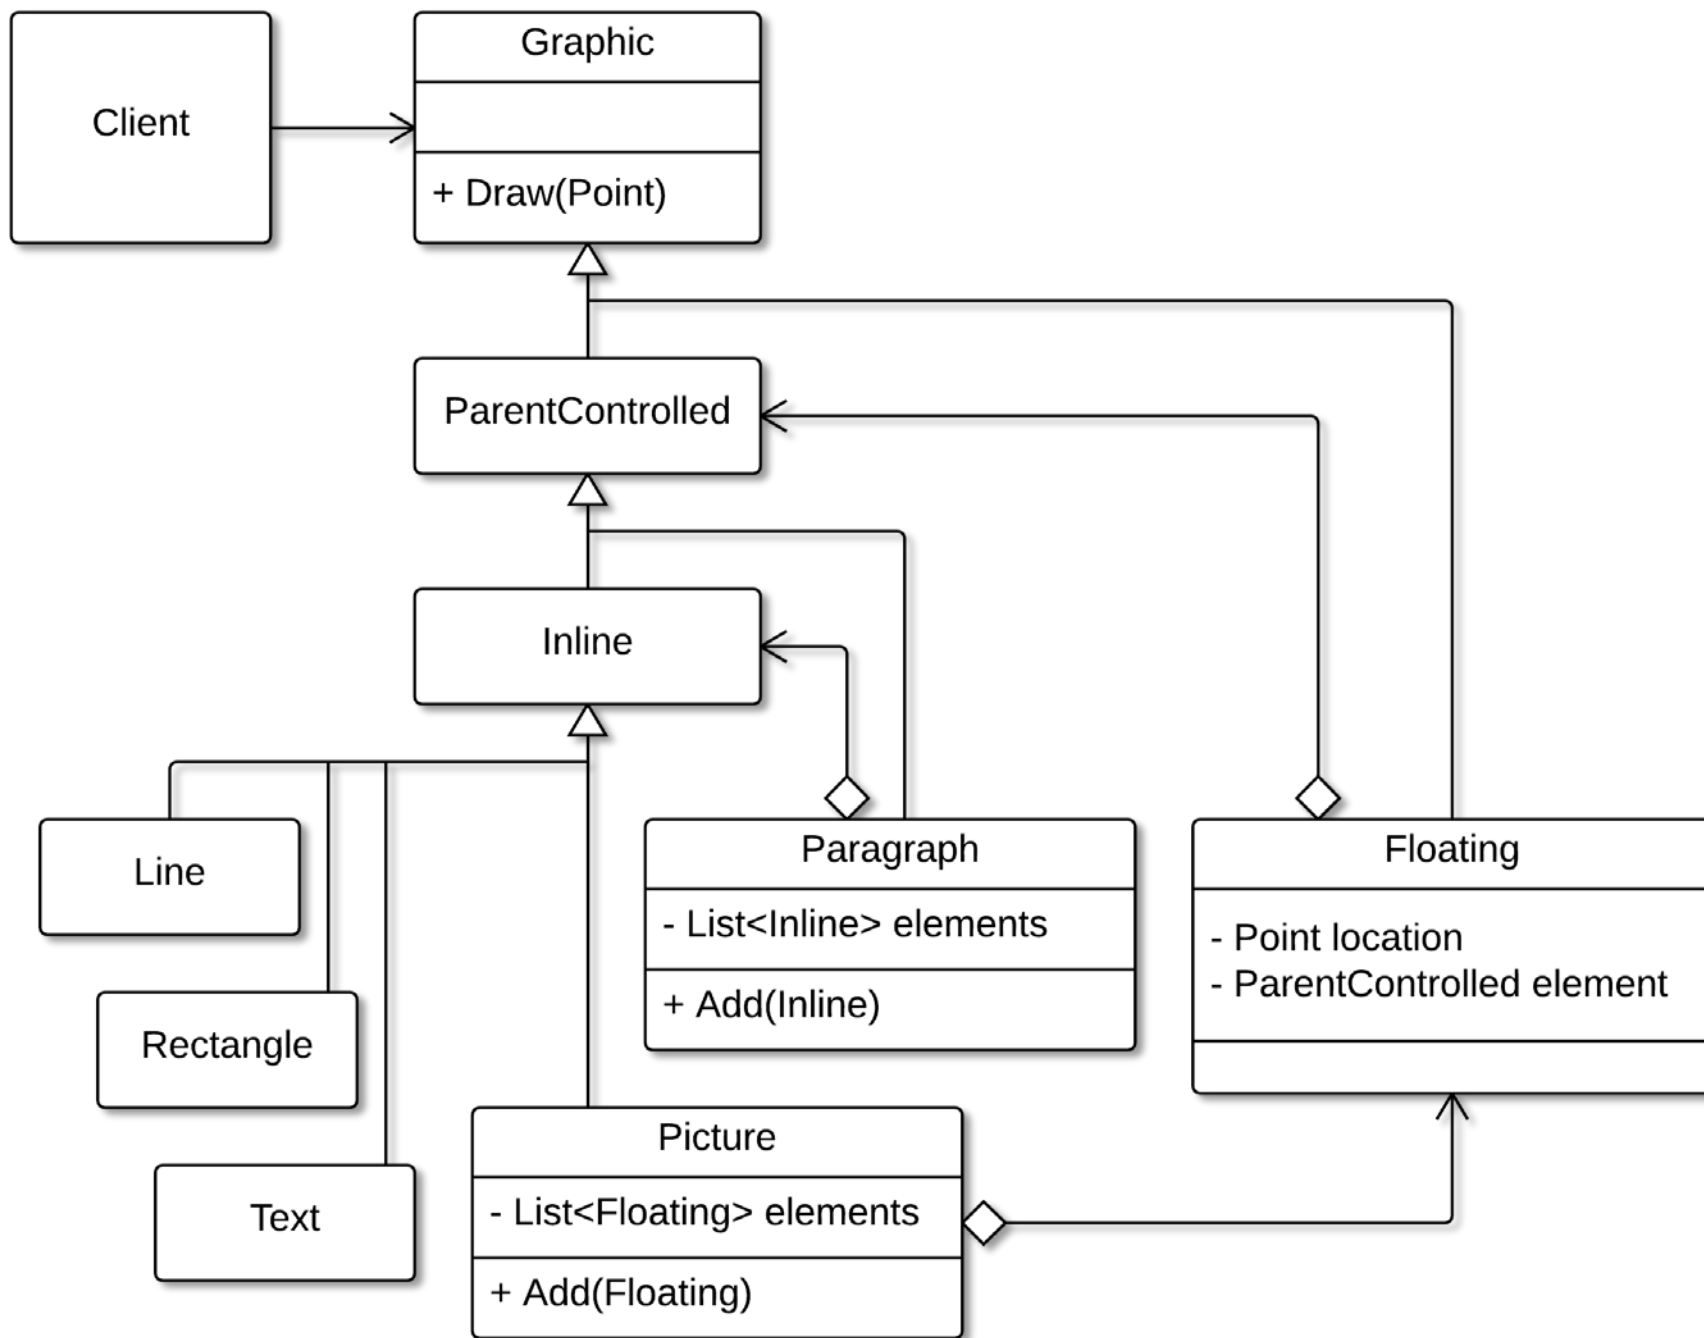 Client
Graphic
+ Draw(Point)
ParentControlled
Inline
Line
Rectangle
Text
Paragraph
- List<Inline> elements
+ Add(Inline)
Floating
- Point location
- ParentControlled element
Picture
- List<Floating> elements
+ Add(Floating)